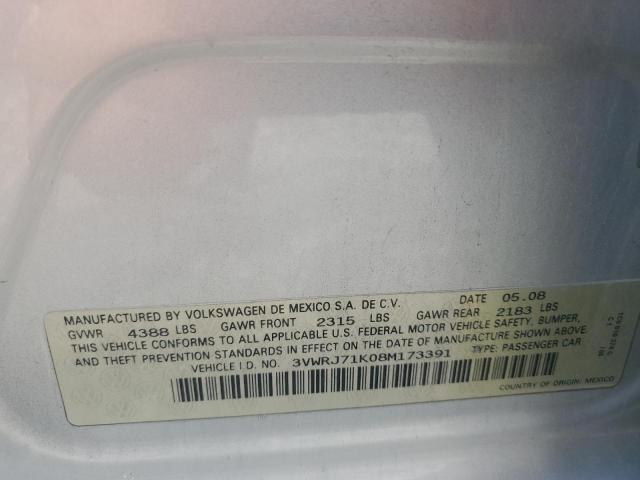 MANUFACTURED BY VOLKSWAGEN DE MEXICO S.A. DE C.V. DATE 05.08
GVWR 4388 LBS GAWR FRONT 2315 LBS GAWR REAR 2183 LBS
THIS VEHICLE CONFORMS TO ALL APPLICABLE U.S. FEDERAL MOTOR VEHICLE SAFETY, BUMPER,
AND THEFT PREVENTION STANDARDS IN EFFECT ON THE DATE OF MANUFACTURE SHOWN ABOVE.
VEHICLE I.D. NO. 3VWRJ71K08M173391 TYPE: PASSENGER CAR
ORIGIN: MEXICO